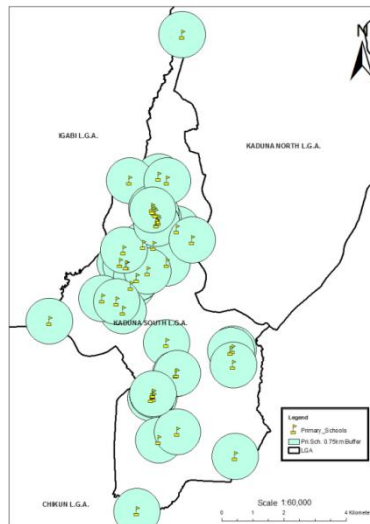 N
IGABI L.G.A.
KADUNA NORTH L.G.A.
KADUNA SOUTH L.G.A.
Legend
Primary_Schools
Pri.Sch. 0.75km Buffer
LGA
Scale 1:60,000
0 1 2 4 Kilometers
CHIKUN L.G.A.